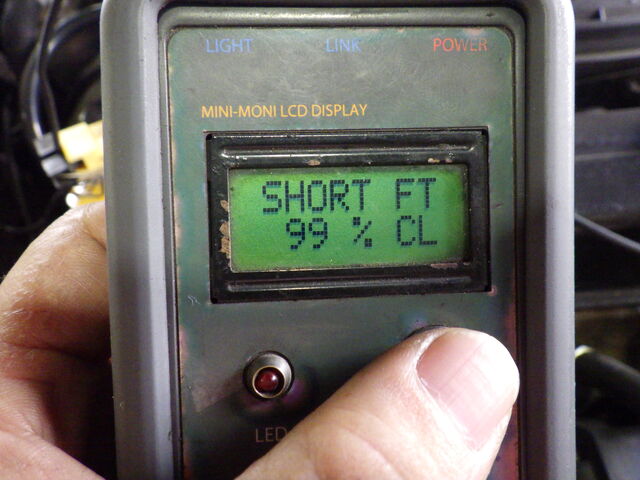 LIGHT LINK POWER
MINI-MONI LCD DISPLAY
SHORT FT
99 % CL
LED